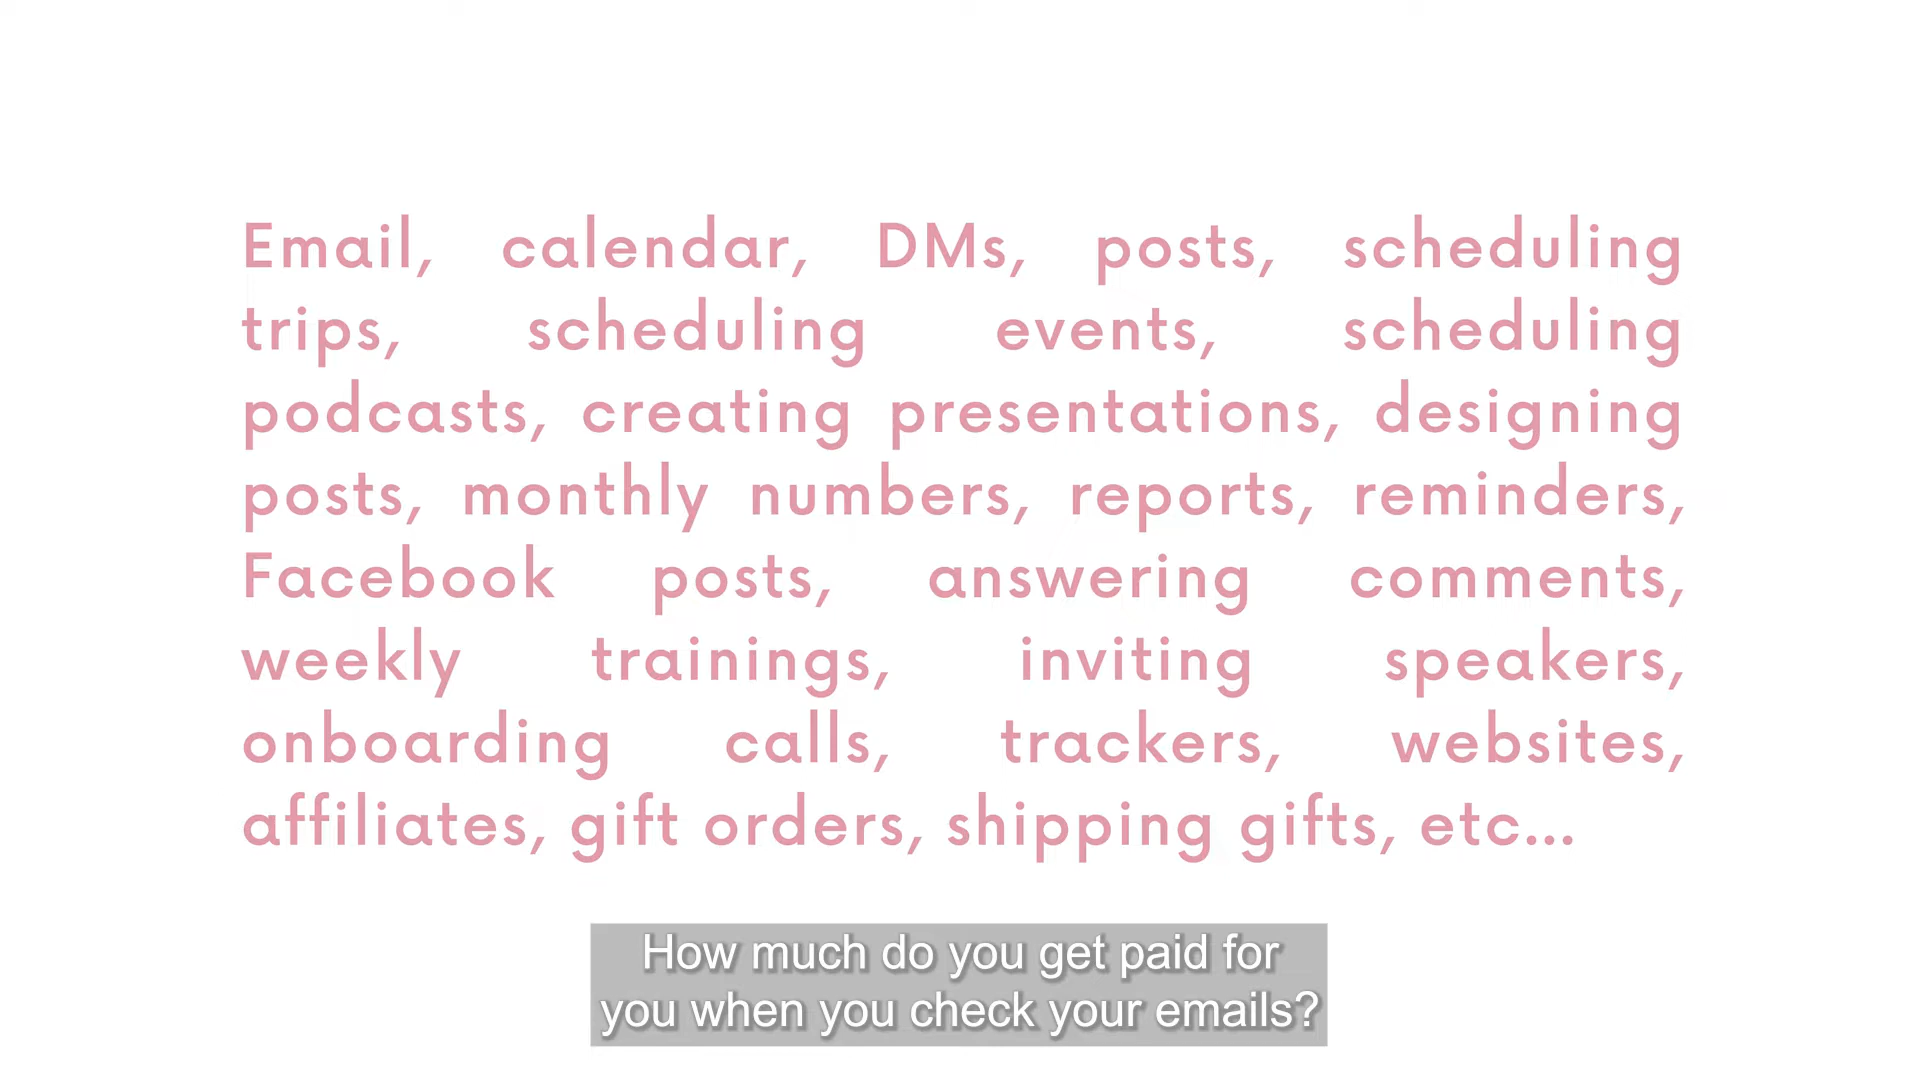 Email, calendar, DMs, posts, scheduling
trips, scheduling events, scheduling
podcasts, creating presentations, designing
posts, monthly numbers, reports, reminders,
Facebook posts, answering comments,
weekly trainings, inviting speakers,
onboarding calls, trackers, websites,
affiliates, gift orders, shipping gifts, etc...
How much do you get paid for
you when you check your emails?